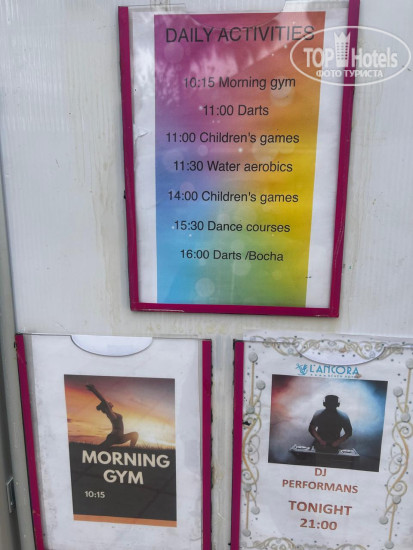 DAILY ACTIVITIES
TOP Hotels
ФОТО ТУРИСТА
10:15 Morning gym
11:00 Darts
11:00 Children's games
11:30 Water aerobics
14:00 Children's games
15:30 Dance courses
16:00 Darts /Bocha
MORNING
GYM
10:15
L'ANCORA
DJ
PERFORMANS
TONIGHT
21:00